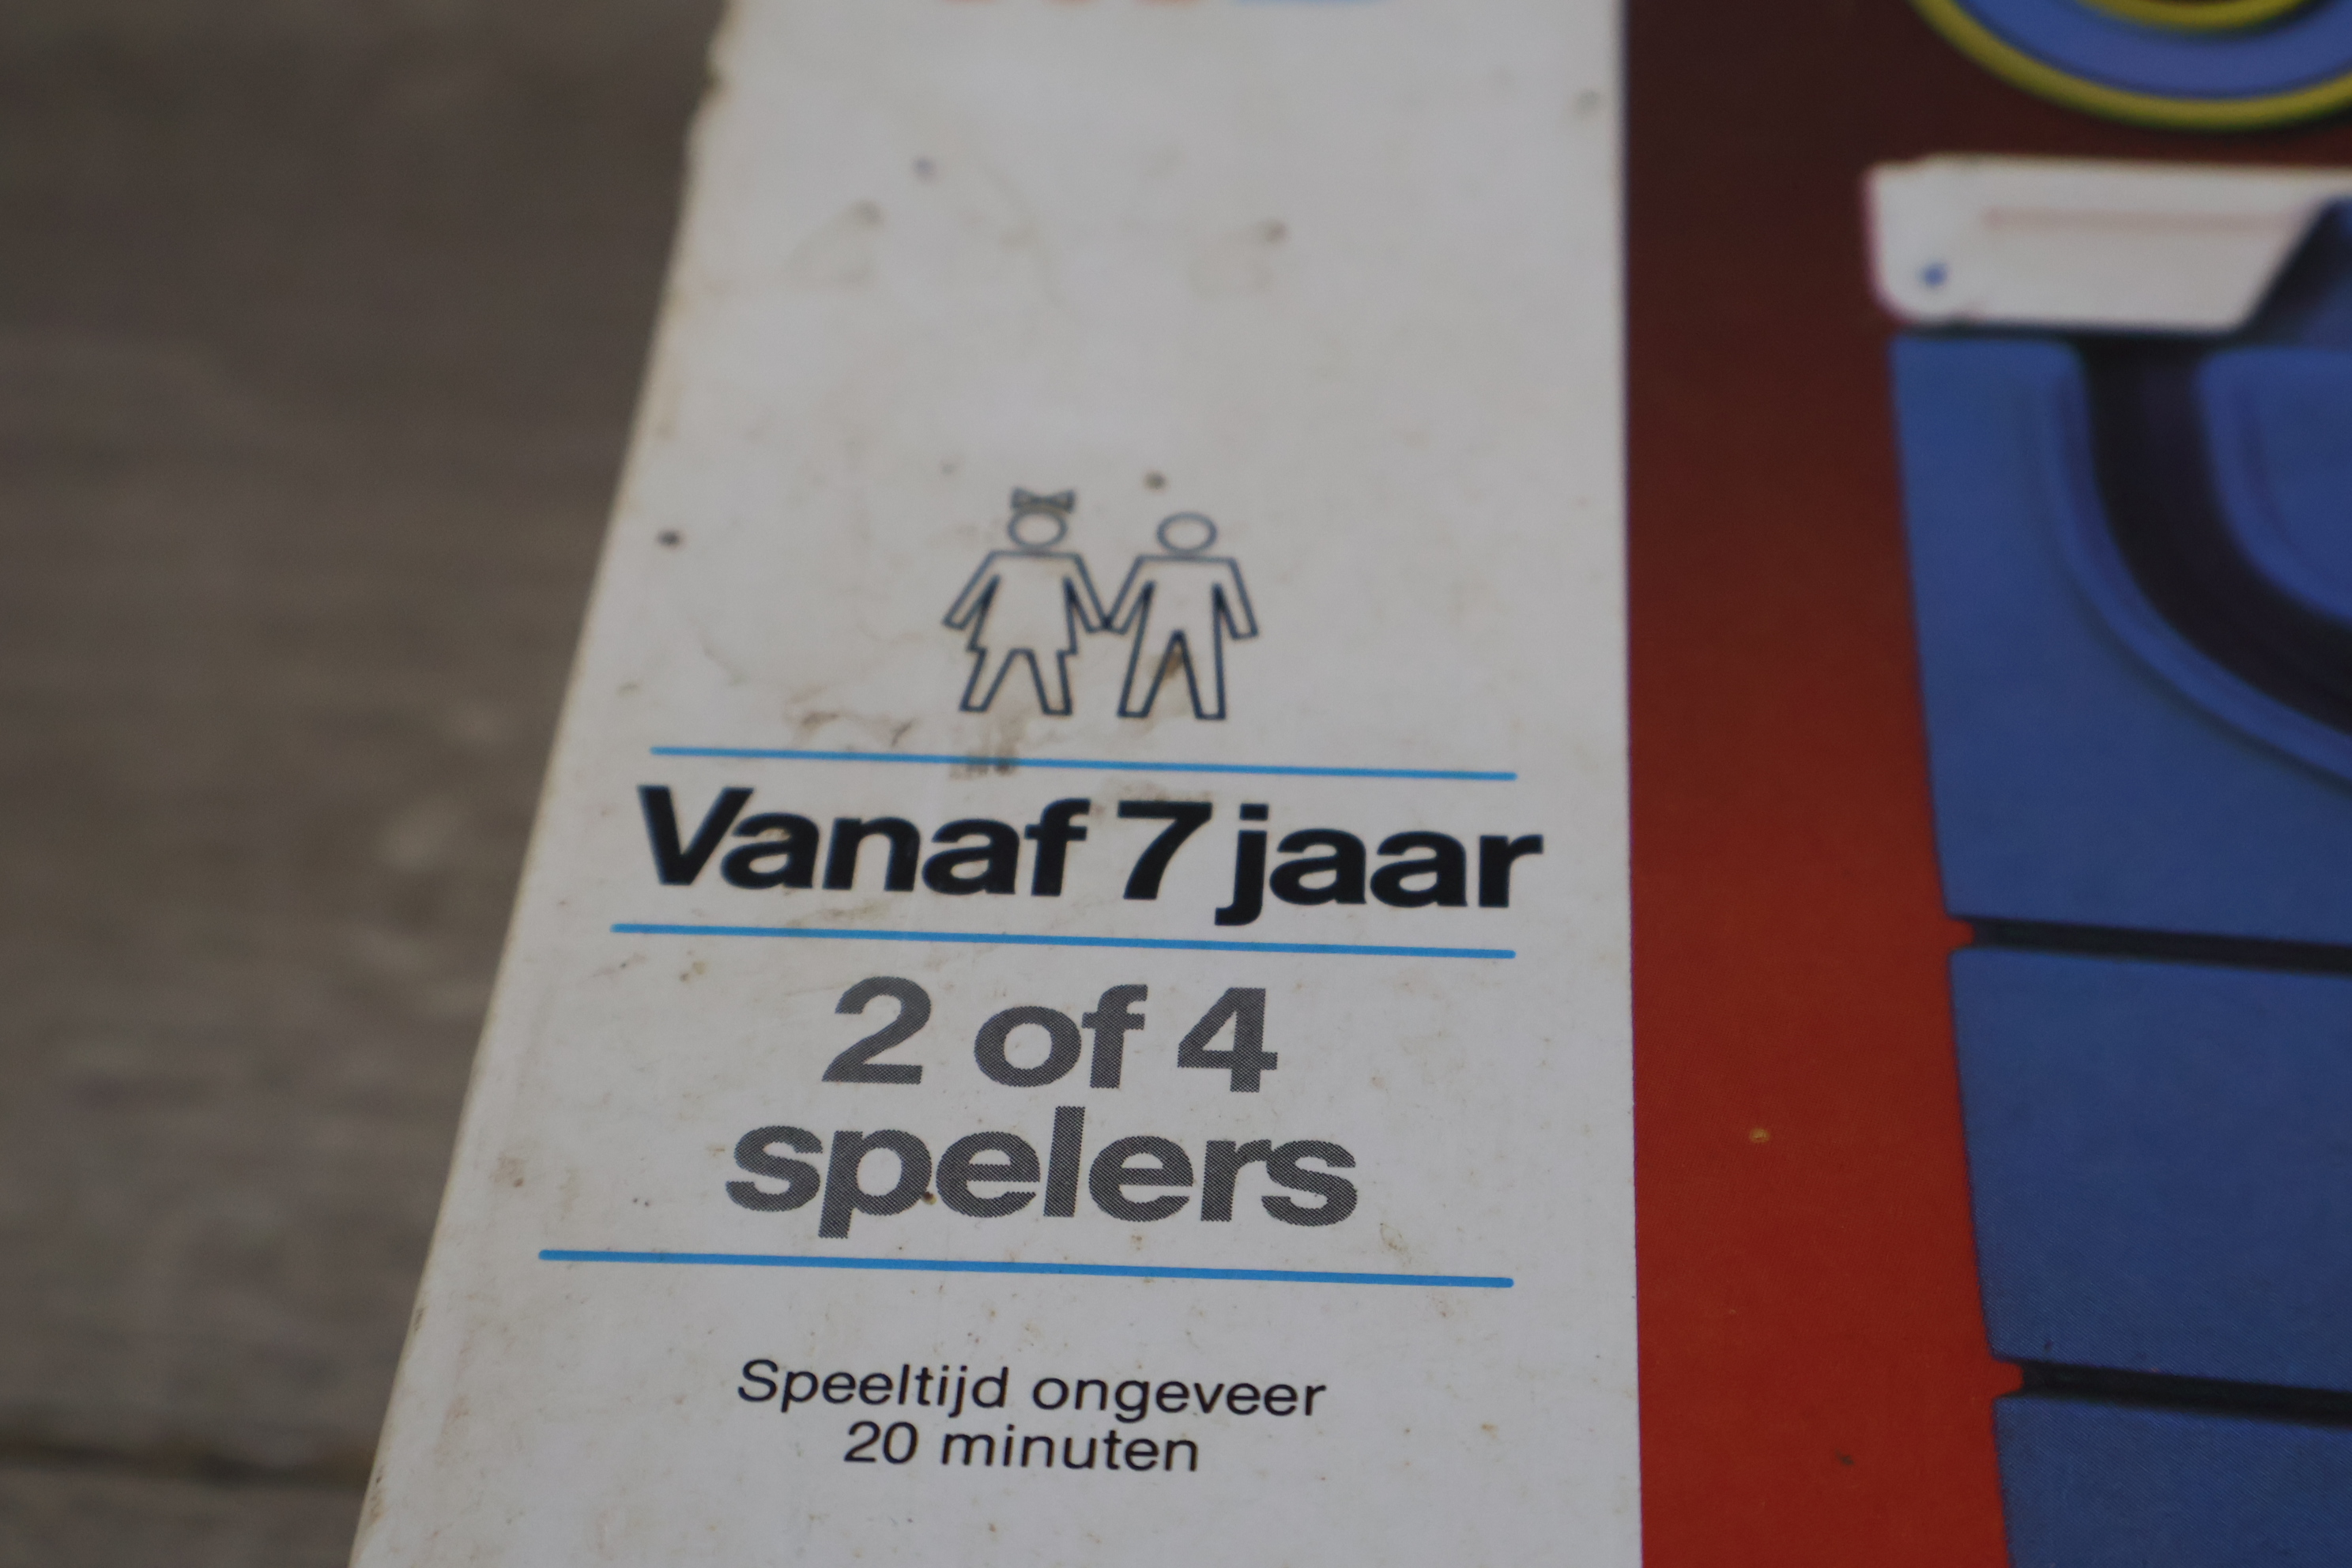 Vanaf 7 jaar
2 of 4
spelers
Speeltijd ongeveer
20 minuten